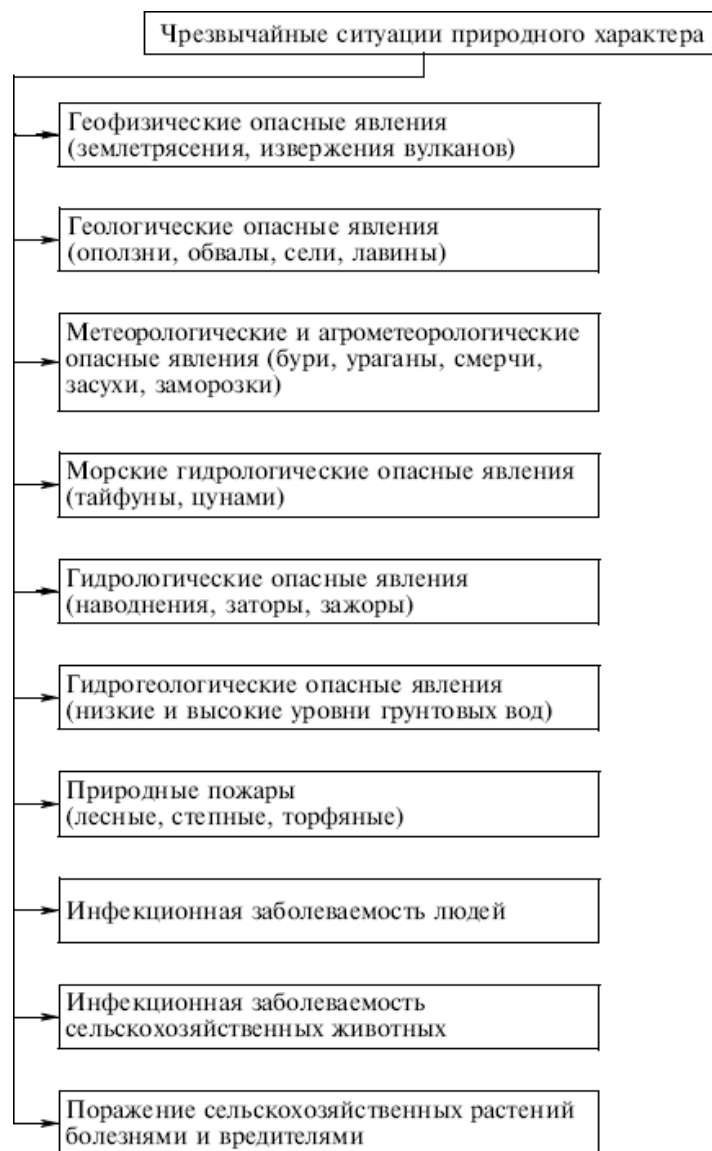 Чрезвычайные ситуации природного характера
Геофизические опасные явления
(землетрясения, извержения вулканов)
Геологические опасные явления
(оползни, обвалы, сели, лавины)
Метеорологические и агрометеорологические
опасные явления (бури, ураганы, смерчи,
засухи, заморозки)
Морские гидрологические опасные явления
(тайфуны, цунами)
Гидрологические опасные явления
(наводнения, заторы, зажоры)
Гидрогеологические опасные явления
(низкие и высокие уровни грунтовых вод)
Природные пожары
(лесные, степные, торфяные)
Инфекционная заболеваемость людей
Инфекционная заболеваемость
сельскохозяйственных животных
Поражение сельскохозяйственных растений
болезнями и вредителями